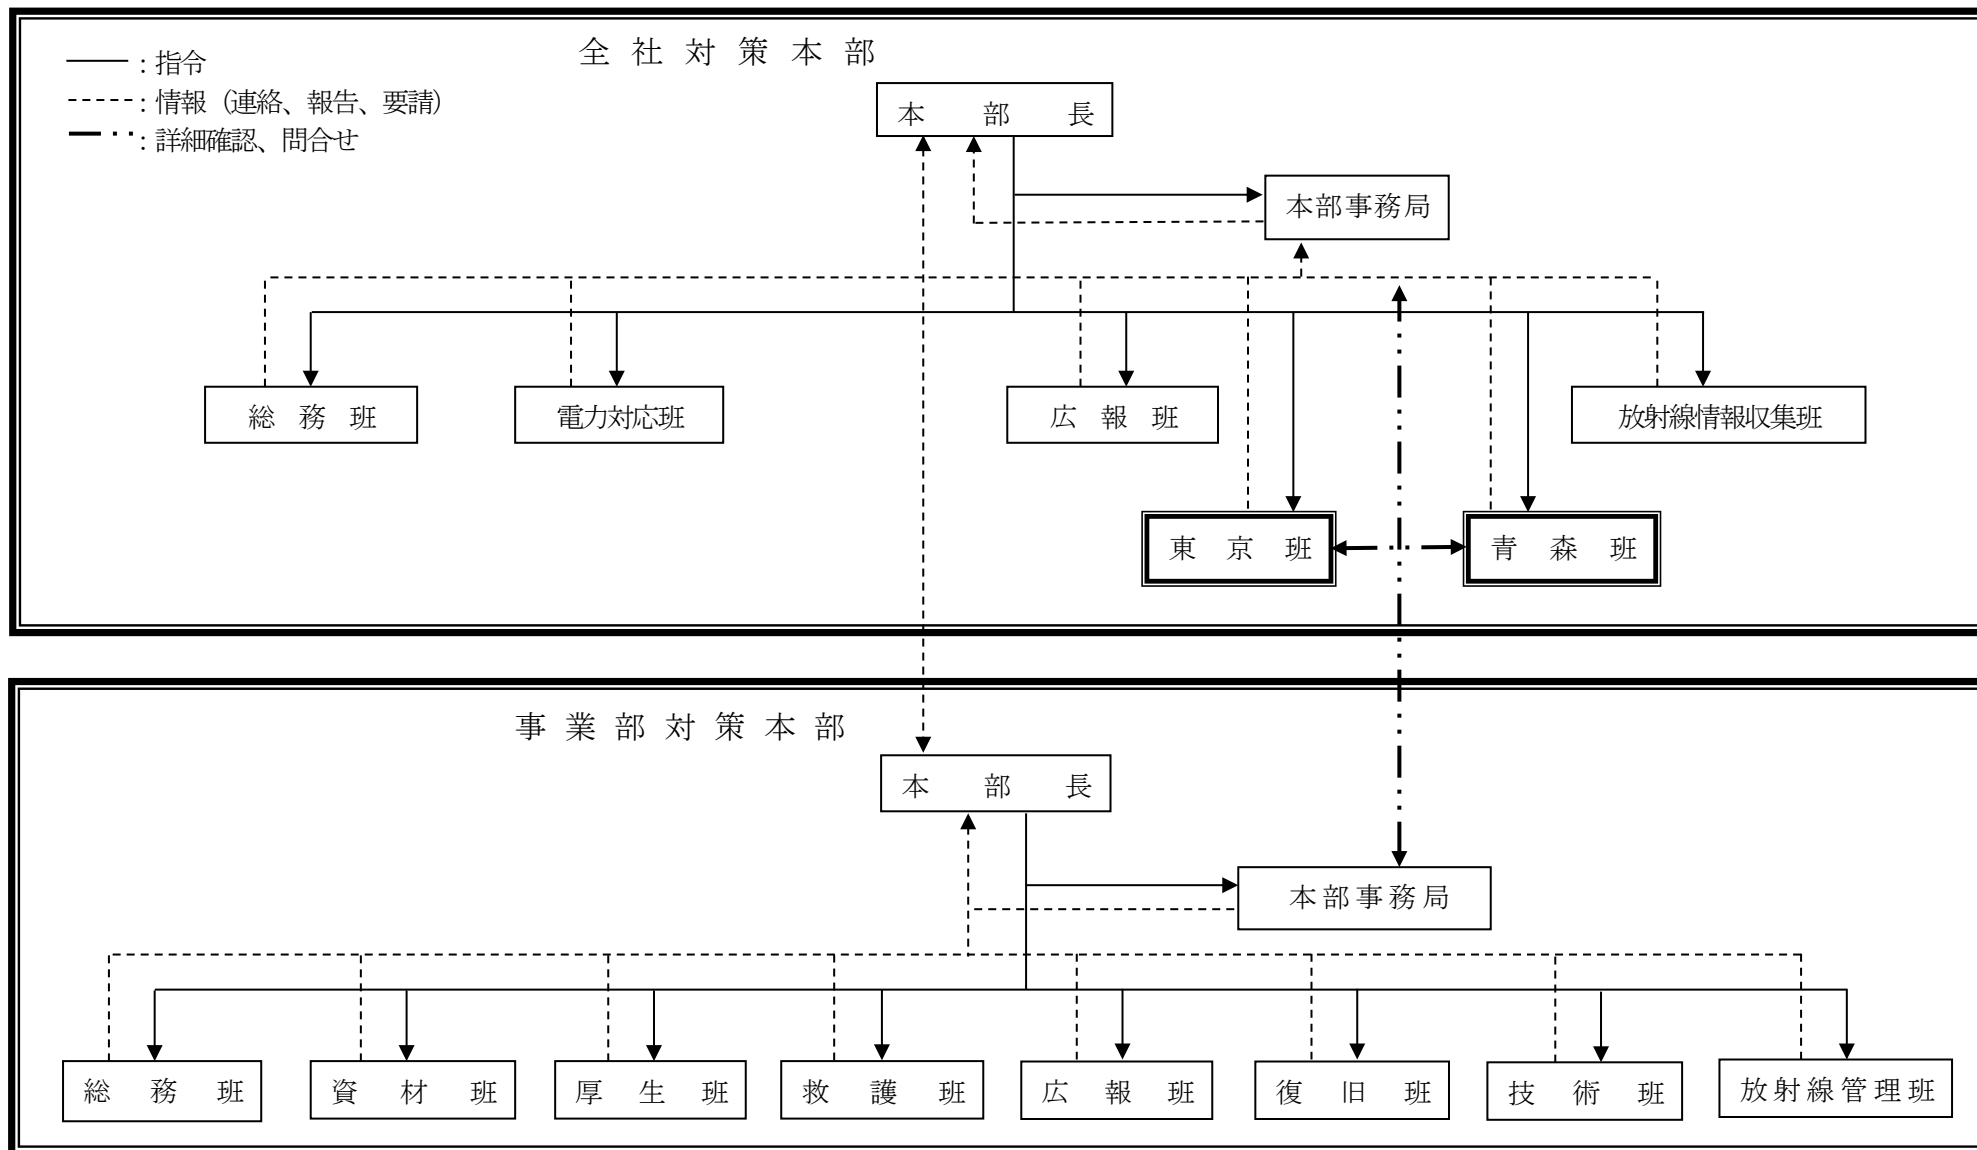 全社対策本部
：指令
：情報（連絡、報告、要請）
：詳細確認、問合せ
本部長
本部事務局
総務班
電力対応班
広報班
放射線情報収集班
東京班
青森班
事業部対策本部
本部長
本部事務局
総務班
資材班
厚生班
救護班
広報班
復旧班
技術班
放射線管理班